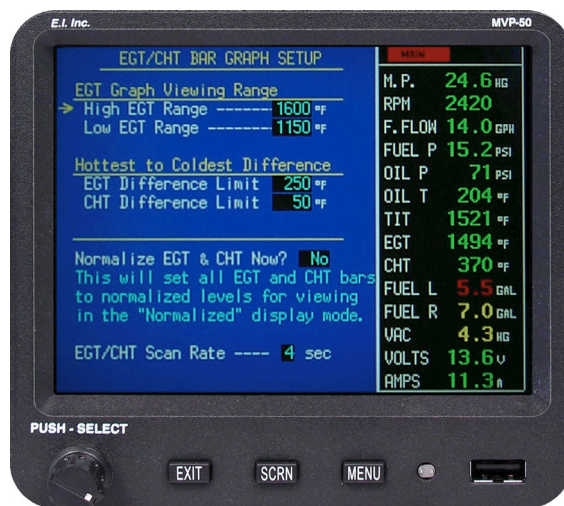 E.I. Inc.
MVP-50
EGT/CHT BAR GRAPH SETUP
EGT Graph Viewing Range
High EGT Range ------- 1600 °F
Low EGT Range ------- 1150 °F
Hottest to Coldest Difference
EGT Difference Limit 250 °F
CHT Difference Limit 50 °F
Normalize EGT & CHT Now? No
This will set all EGT and CHT bars
to normalized levels for viewing
in the "Normalized" display mode.
EGT/CHT Scan Rate ---- 4 sec
MAIN
M.P. 24.6 HG
RPM 2420
F.FLOW 14.0 GPH
FUEL P 15.2 PSI
OIL P 71 PSI
OIL T 204 °F
TIT 1521 °F
EGT 1494 °F
CHT 370 °F
FUEL L 5.5 GAL
FUEL R 7.0 GAL
VAC 4.3 HG
VOLTS 13.6 V
AMPS 11.3 A
PUSH - SELECT
EXIT
SCRN
MENU